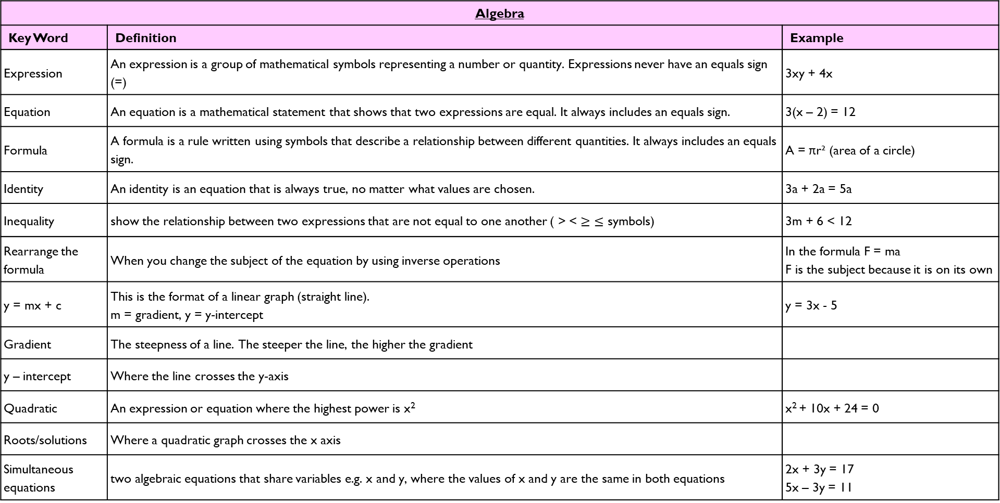 Algebra
Key Word
Definition
Example
Expression
An expression is a group of mathematical symbols representing a number or quantity. Expressions never have an equals sign
(=)
3xy + 4x
Equation
An equation is a mathematical statement that shows that two expressions are equal. It always includes an equals sign.
3(x – 2) = 12
Formula
A formula is a rule written using symbols that describe a relationship between different quantities. It always includes an equals
sign.
A = πr² (area of a circle)
Identity
An identity is an equation that is always true, no matter what values are chosen.
3a + 2a = 5a
Inequality
show the relationship between two expressions that are not equal to one another ( > < ≥ ≤ symbols)
3m + 6 < 12
Rearrange the
formula
When you change the subject of the equation by using inverse operations
In the formula F = ma
F is the subject because it is on its own
y = mx + c
This is the format of a linear graph (straight line).
m = gradient, y = y-intercept
y = 3x - 5
Gradient
The steepness of a line. The steeper the line, the higher the gradient
y – intercept
Where the line crosses the y-axis
Quadratic
An expression or equation where the highest power is x²
x² + 10x + 24 = 0
Roots/solutions
Where a quadratic graph crosses the x axis
Simultaneous
equations
two algebraic equations that share variables e.g. x and y, where the values of x and y are the same in both equations
2x + 3y = 17
5x – 3y = 11